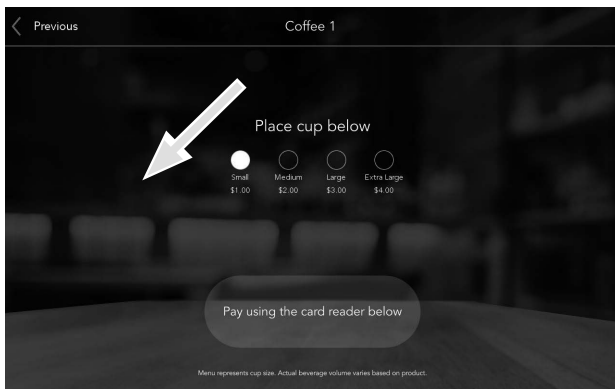 Previous
Coffee 1
Place cup below
Small Medium Large Extra Large
$1.00 $2.00 $3.00 $4.00
Pay using the card reader below
Menu represents cup size. Actual beverage volume varies based on product.